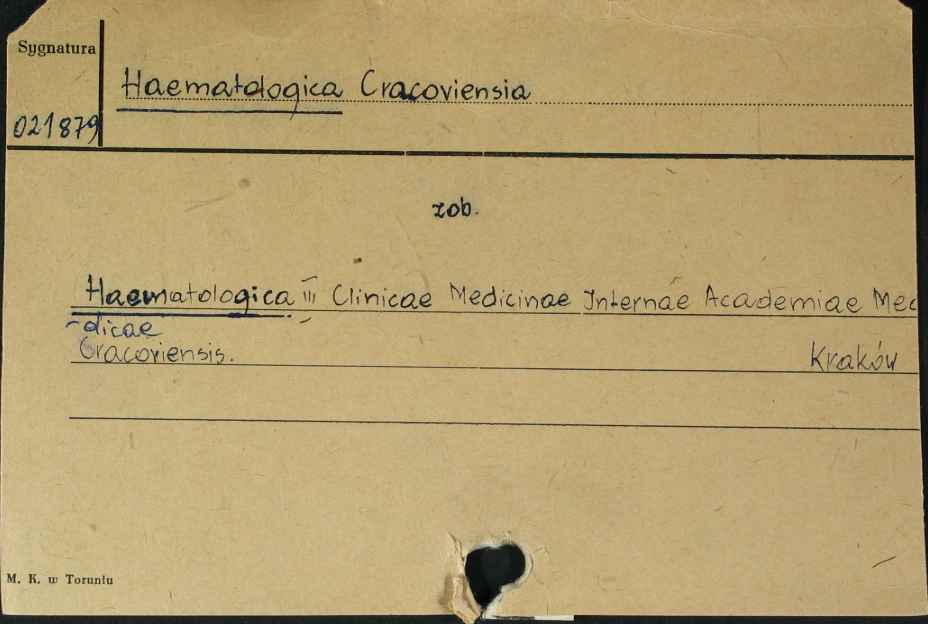 Sygnatura
Haematologica Cracoviensia
021879
zob.
Haematologica III Clinicae Medicinae Internae Academiae Me
-dicae
Cracoviensis. Kraków
M. K. w Toruniu